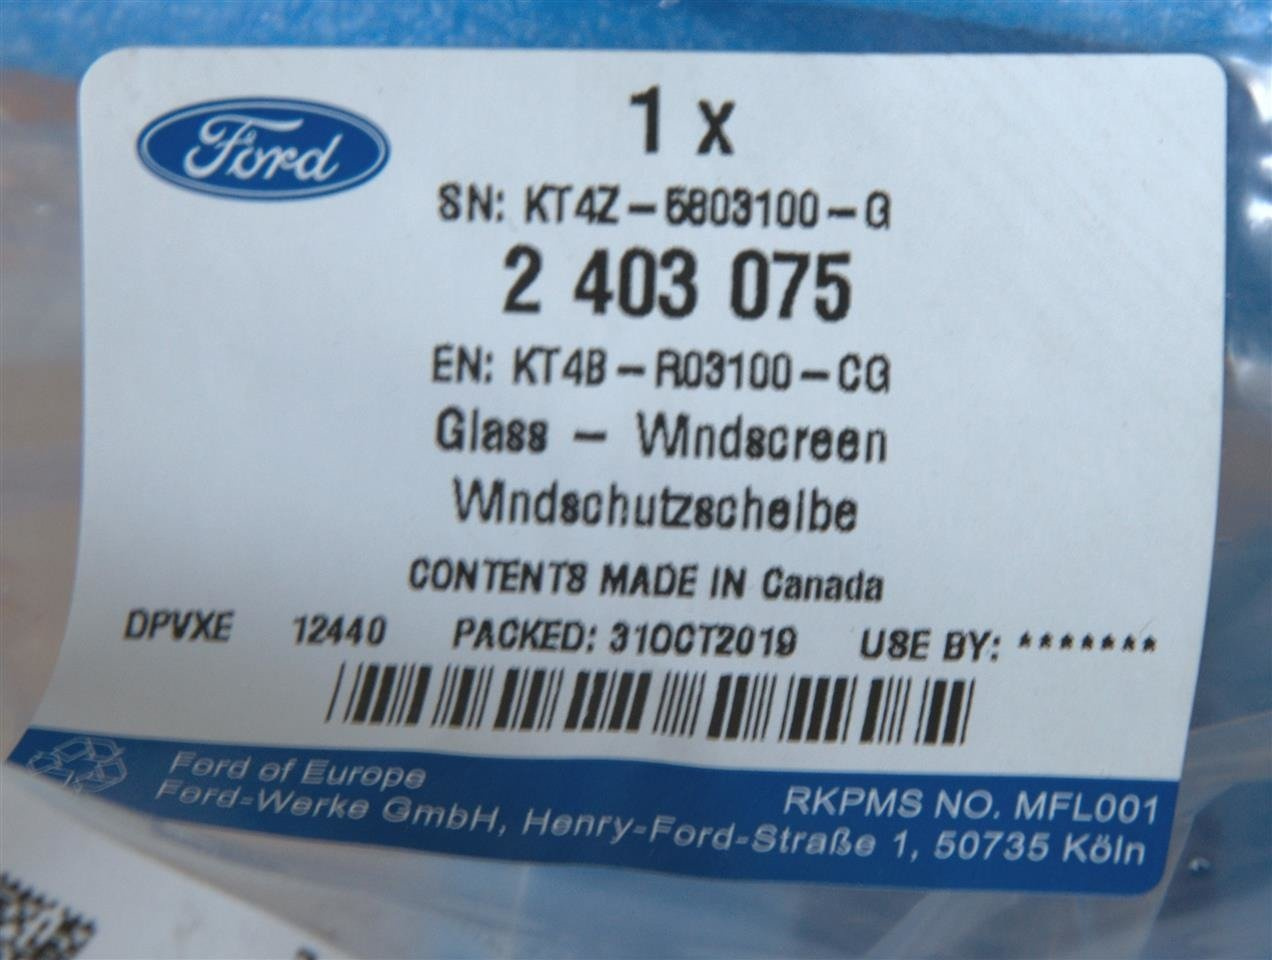 Ford
1 x
SN: KT4Z-5803100-G
2 403 075
EN: KT4B-R03100-CG
Glass - Windscreen
Windschutzscheibe
CONTENTS MADE IN Canada
DPVXE 12440 PACKED: 31OCT2019 USE BY: *******
Ford of Europe
RKPMS NO. MFL001
Ford-Werke GmbH, Henry-Ford-Straße 1, 50735 Köln